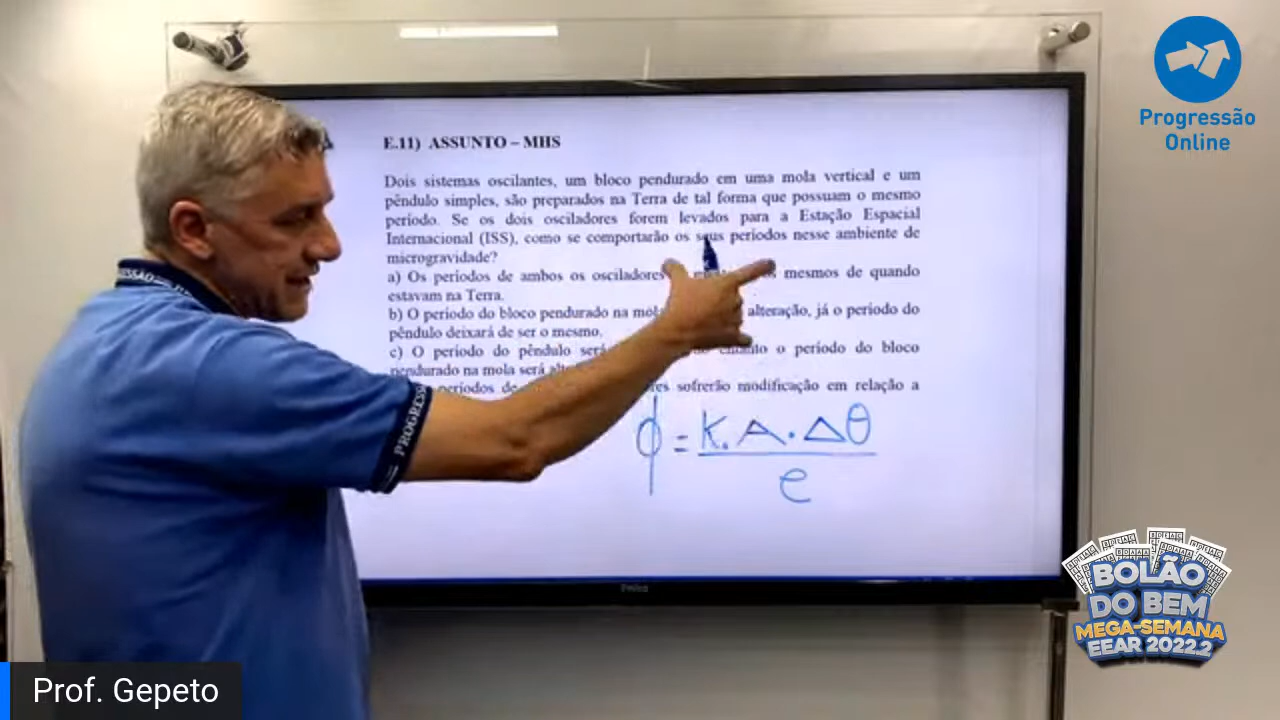 E.11) ASSUNTO – MHS
Dois sistemas oscilantes, um bloco pendurado em uma mola vertical e um
pêndulo simples, são preparados na Terra de tal forma que possuam o mesmo
período. Se os dois osciladores forem levados para a Estação Espacial
Internacional (ISS), como se comportarão os seus períodos nesse ambiente de
microgravidade?
a) Os períodos de ambos os osciladores mesmos de quando
estavam na Terra.
b) O período do bloco pendurado na alteração, já o período do
pêndulo deixará de ser o mesmo.
c) O período do pêndulo será o período do bloco
pendurado na mola será
períodos de sofrerão modificação em relação a
ϕ = K.A.Δθ
e
Progressão
Online
BOLÃO
DO BEM
MEGA-SEMANA
EEAR 2022.2
PROGRESS
Philco
Prof. Gepeto